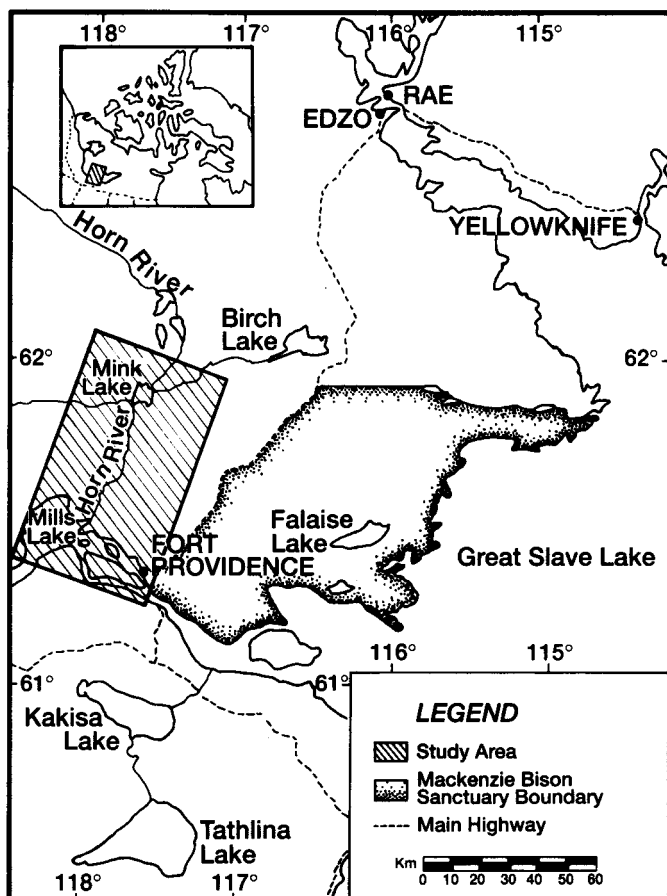 118°
117°
116°
115°
RAE
EDZO
YELLOWKNIFE
Horn River
Birch
Lake
62°
62°
Mink
Lake
Horn River
Mills
Lake
FORT
PROVIDENCE
Falaise
Lake
Great Slave Lake
116°
115°
61°
61°
Kakisa
Lake
Tathlina
Lake
118°
117°
LEGEND
Study Area
Mackenzie Bison
Sanctuary Boundary
Main Highway
Km
0 10 20 30 40 50 60